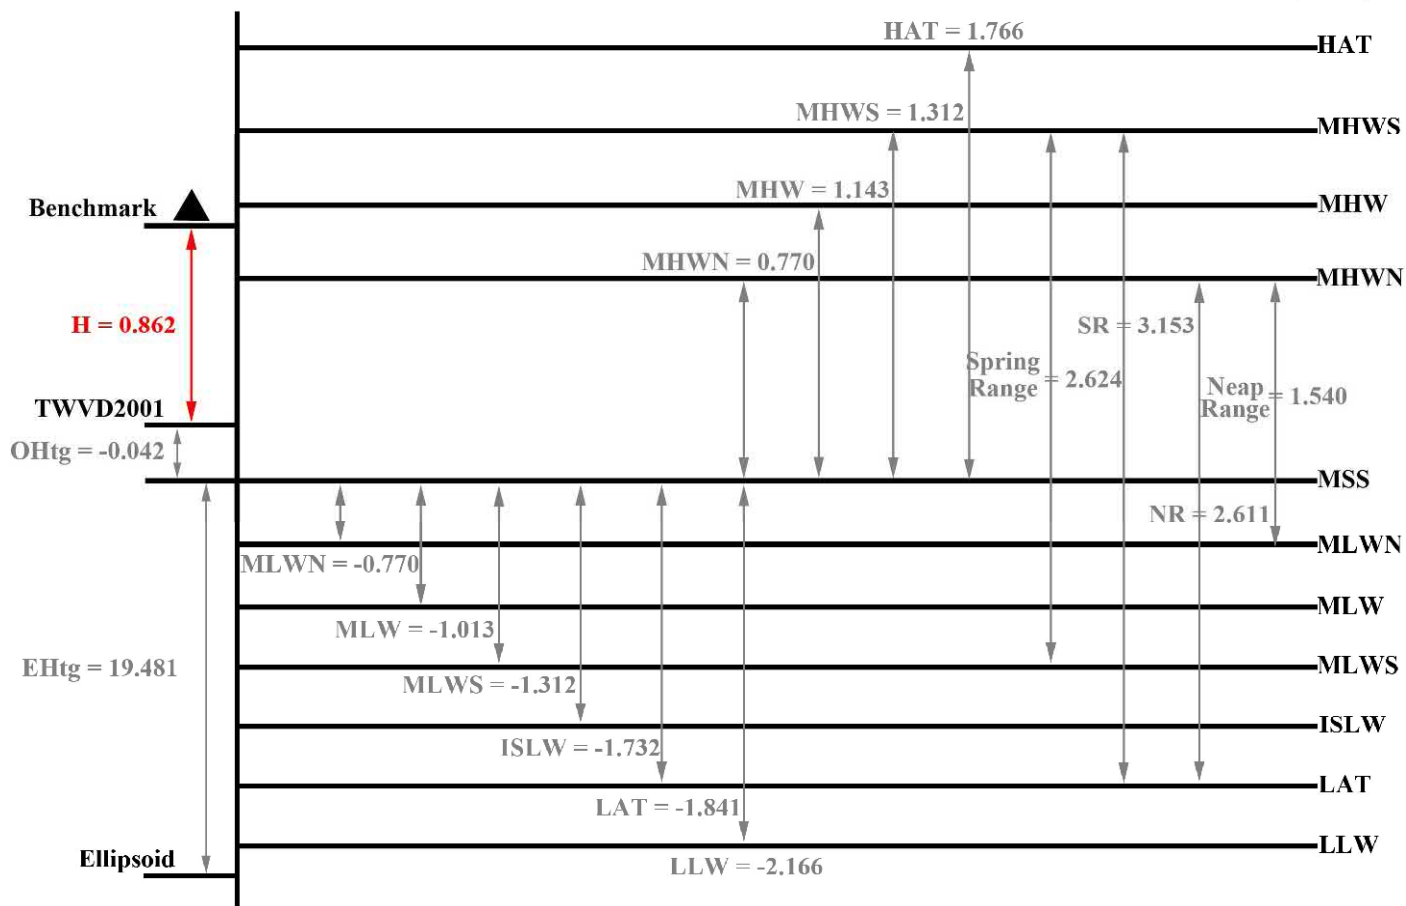 HAT = 1.766
HAT
MHWS = 1.312
MHWS
MHW = 1.143
MHW
Benchmark
MHWN = 0.770
MHWN
H = 0.862
SR = 3.153
Spring
Range = 2.624
Neap
Range = 1.540
TWVD2001
OHtg = -0.042
MSS
NR = 2.611
MLWN
MLWN = -0.770
MLW
MLW = -1.013
EHtg = 19.481
MLWS
MLWS = -1.312
ISLW
ISLW = -1.732
LAT
LAT = -1.841
LLW
Ellipsoid
LLW = -2.166